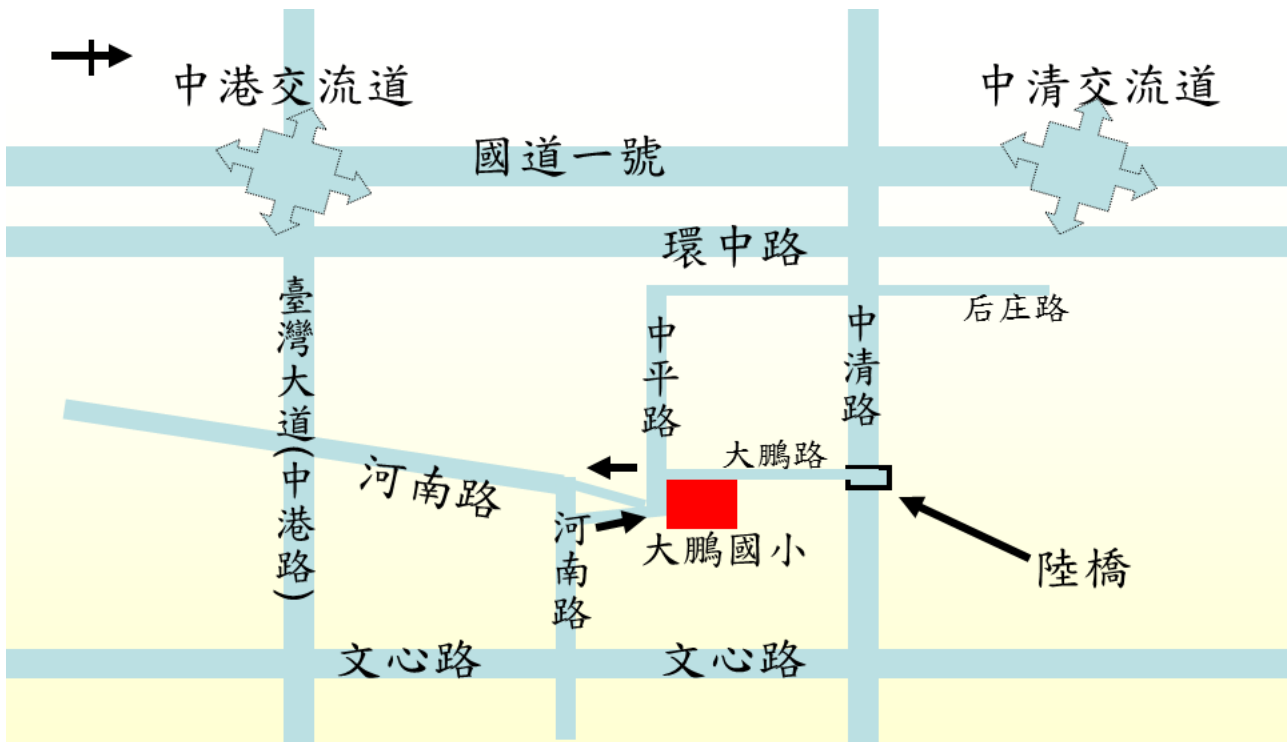 中港交流道
中清交流道
國道一號
環中路
后庄路
臺灣大道(中港路)
中平路
中清路
大鵬路
河南路
河南路
大鵬國小
陸橋
文心路
文心路